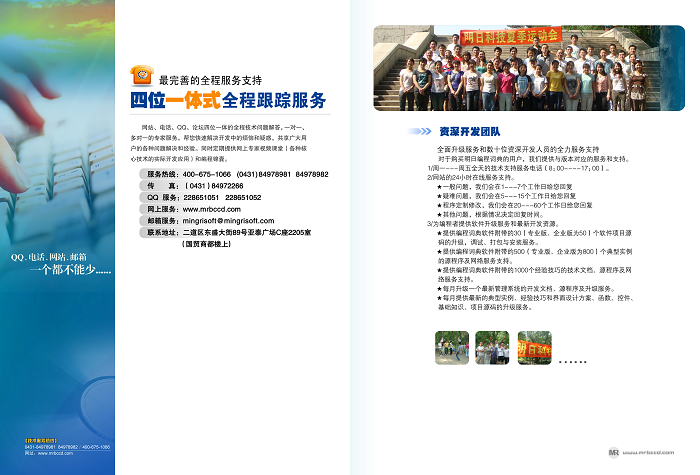 最完善的全程服务支持
四位一体式全程跟踪服务
网站、电话、QQ、论坛四位一体的全程技术问题解答,一对一、
多对一的专家服务。帮您快速解决开发中的烦恼和疑惑。共享广大用
户的各种问题解决和经验。同时定期提供网上专家视频课堂(各种核
心技术的实际开发应用)和编程锦囊。
服务热线:400-675-1066 (0431)84978981 84978982
传 真:(0431)84972266
QQ 服务:228651051 228651052
网上服务:www.mrbccd.com
邮箱服务:mingrisoft@mingrisoft.com
联系地址:二道区东盛大街89号亚泰广场C座2205室
(国贸商都楼上)
QQ、电话、网站、邮箱
一个都不能少......
0431-84978981 84978982 400-675-1066
网址:www.mrbccd.com
明日科技夏季运动会
资深开发团队
全面升级服务和数十位资深开发人员的全力服务支持
对于购买明日编程词典的用户,我们提供与版本对应的服务和支持。
1/周一---周五全天的技术支持服务电话(8:00----17:00)。
2/网站的24小时在线服务支持。
★一般问题,我们会在1---7个工作日给您回复
★疑难问题,我们会在5---15个工作日给您回复
★程序定制修改,我们会在20---60个工作日给您回复
★其他问题,根据情况决定回复时间。
3/为编程者提供软件升级服务和最新开发资源。
★提供编程词典软件附带的30(专业版、企业版为50)个软件项目源
码的升级,调试、打包与安装服务。
★提供编程词典软件附带的500(专业版、企业版为800)个典型实例
的源程序及网络服务支持。
★提供编程词典软件附带的1000个经验技巧的技术文档、源程序及网
络服务支持。
★每月升级一个最新管理系统的开发文档、源程序及升级服务。
★每月提供最新的典型实例、经验技巧和界面设计方案、函数、控件、
基础知识、项目源码的升级服务。
明日科技
......
MR www.mrbccd.com